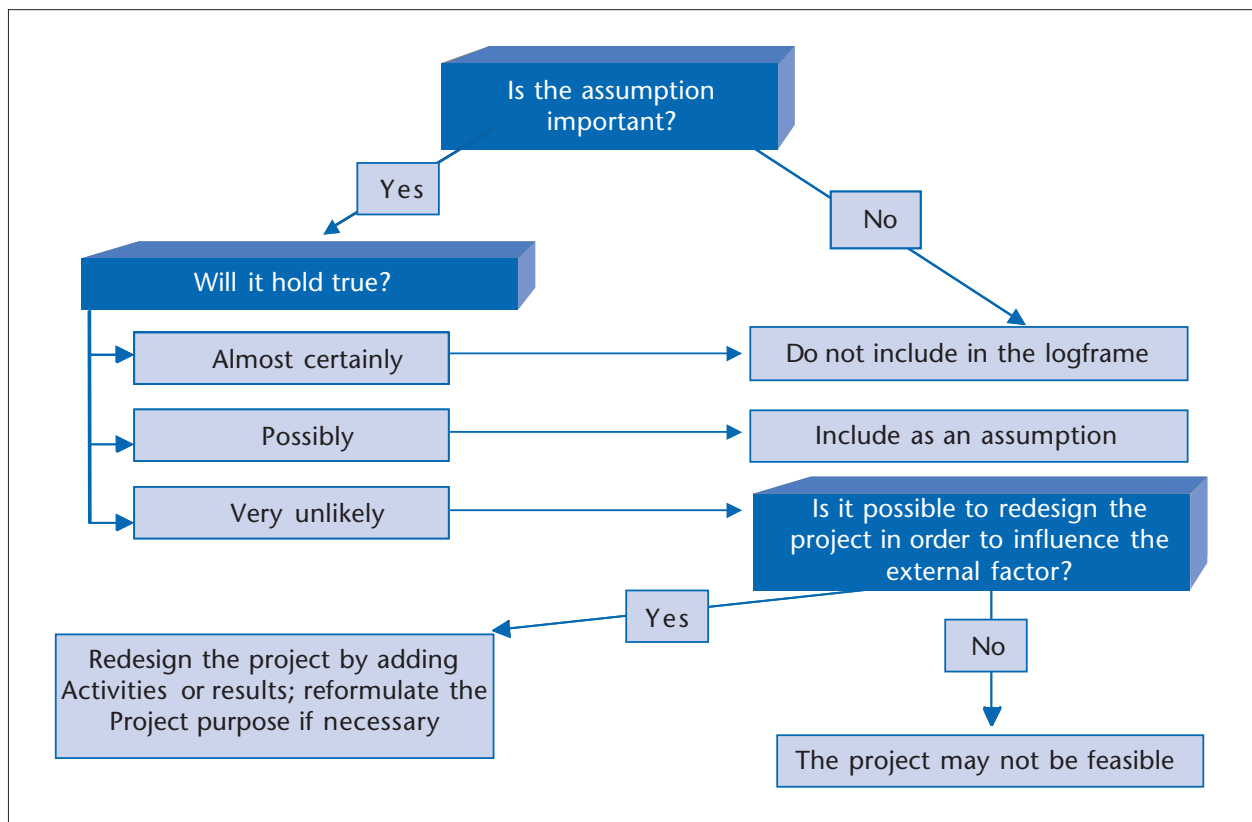 Is the assumption
important?
Yes
No
Will it hold true?
Almost certainly
Do not include in the logframe
Possibly
Include as an assumption
Very unlikely
Is it possible to redesign the
project in order to influence the
external factor?
Yes
No
Redesign the project by adding
Activities or results; reformulate the
Project purpose if necessary
The project may not be feasible